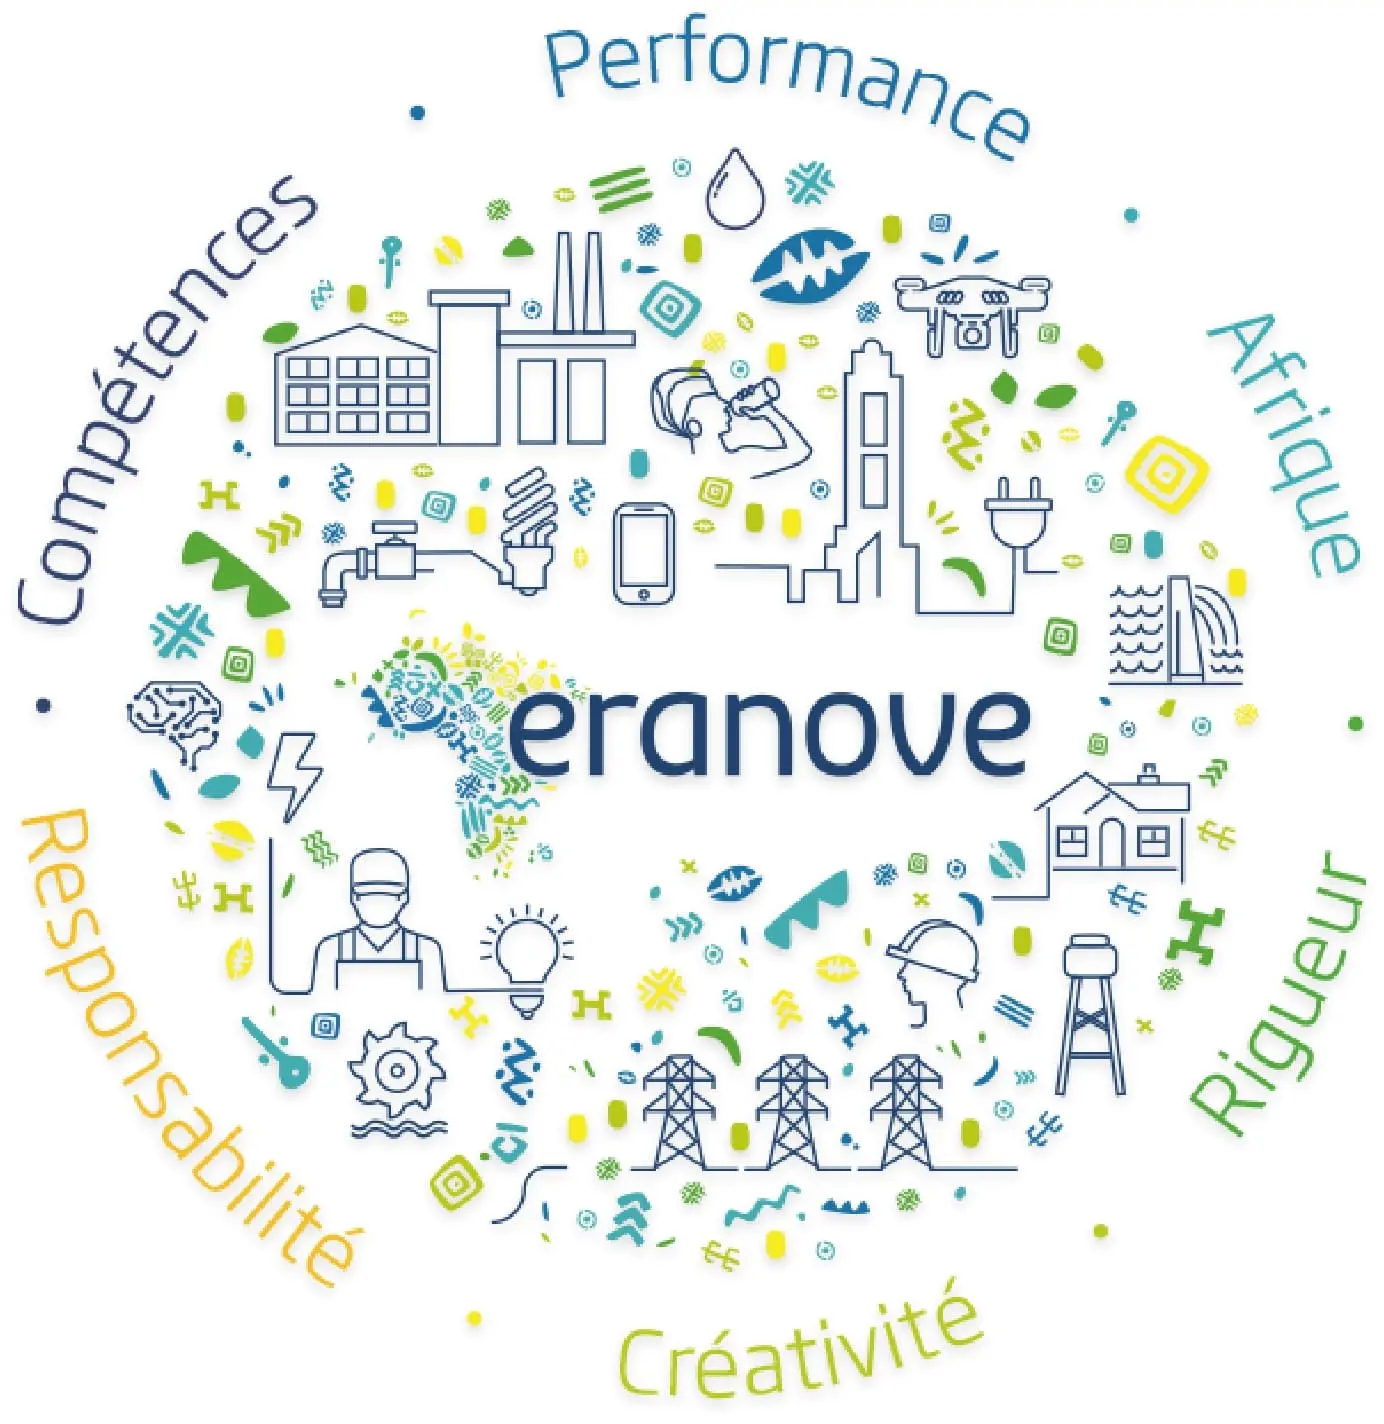 Performance
Afrique
Rigueur
Créativité
Responsabilité
Compétences
eranove